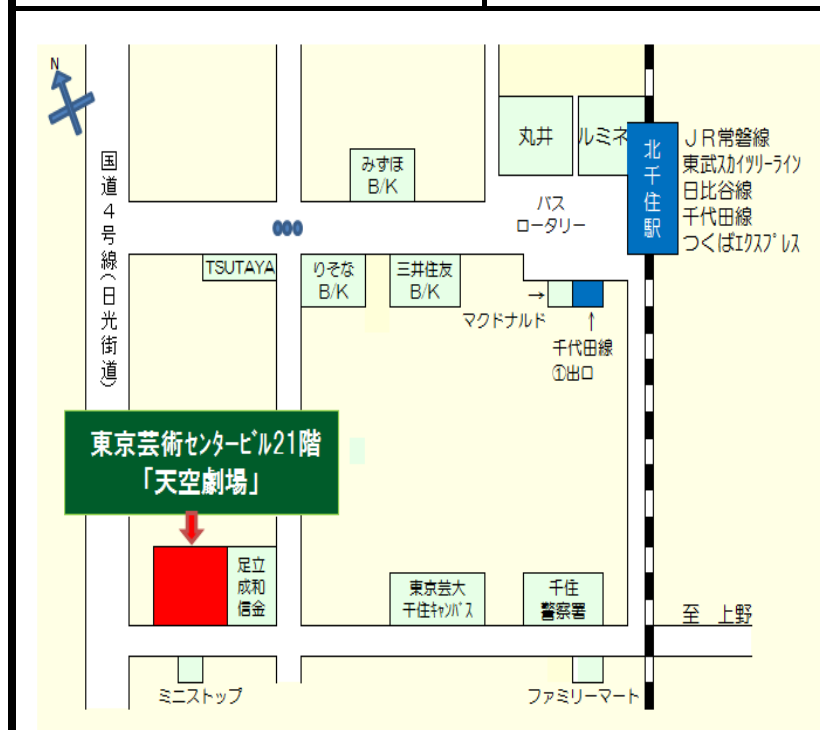 N
国道４号線(日光街道)
みずほ
B/K
丸井
ルミネ
北千住駅
ＪＲ常磐線
東武ｽｶｲﾂﾘｰﾗｲﾝ
日比谷線
千代田線
つくばｴｸｽﾌﾟﾚｽ
バス
ロータリー
TSUTAYA
りそな
B/K
三井住友
B/K
→
マクドナルド
↑
千代田線
①出口
東京芸術ｾﾝﾀｰﾋﾞﾙ21階
「天空劇場」
足立
成和
信金
東京芸大
千住ｷｬﾝﾊﾟｽ
千住
警察署
至　上野
ミニストップ
ファミリーマート